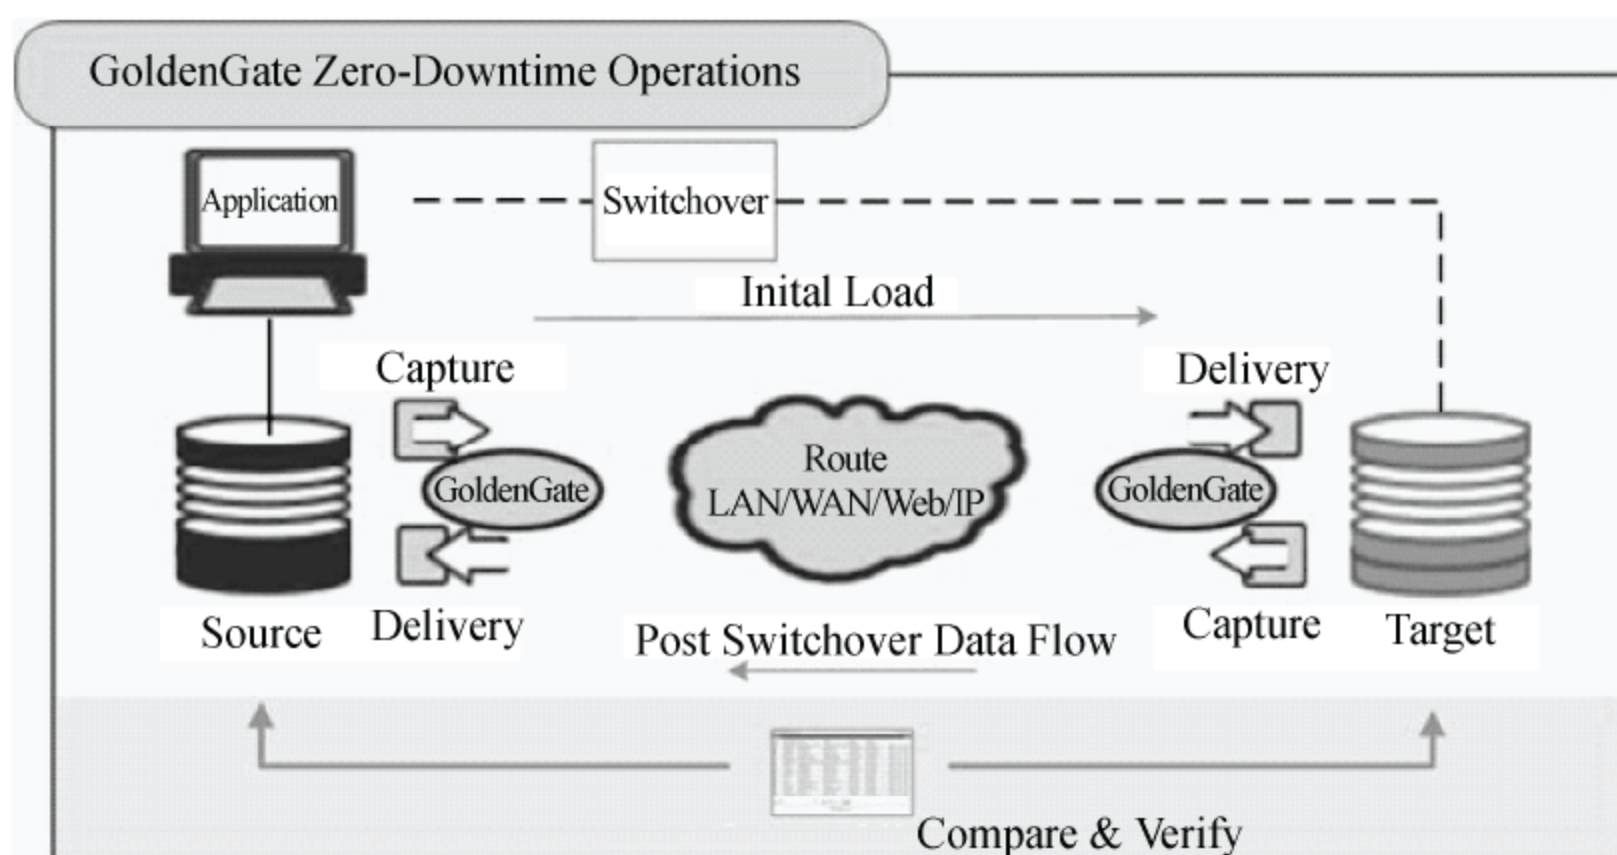 GoldenGate Zero-Downtime Operations
Application
Switchover
Inital Load
Capture
Delivery
Route
LAN/WAN/Web/IP
GoldenGate
GoldenGate
Source
Delivery
Post Switchover Data Flow
Capture
Target
Compare & Verify